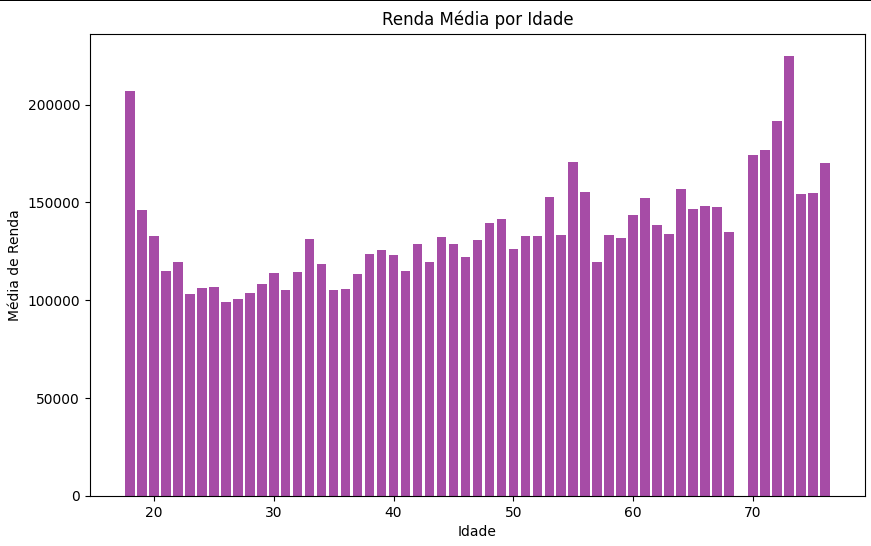 Renda Média por Idade
Média de Renda
200000
150000
100000
50000
0
20 30 40 50 60 70
Idade